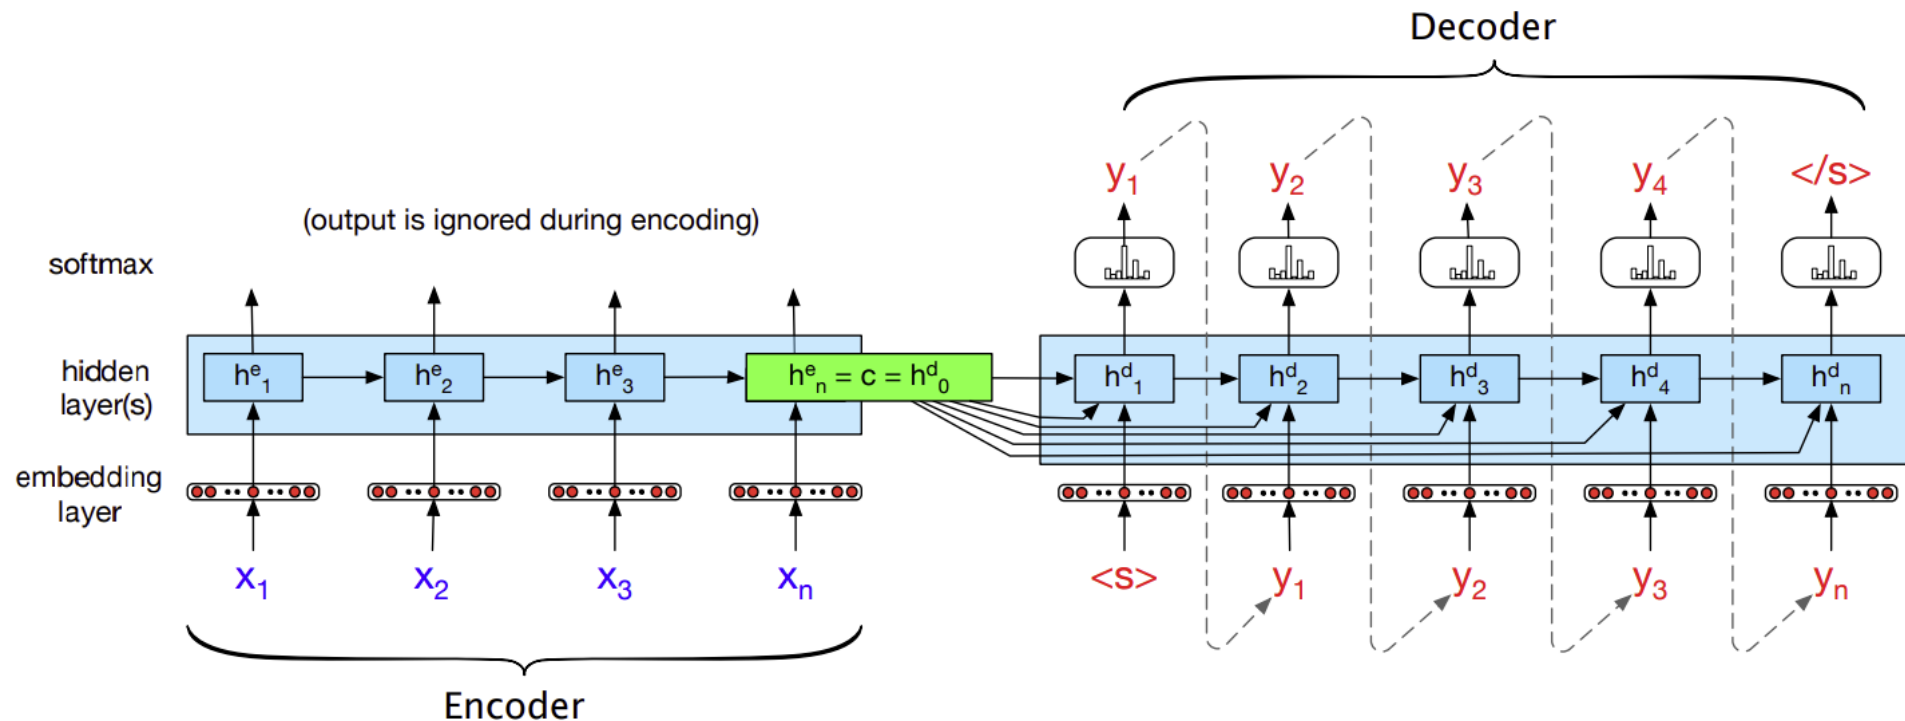 Decoder
y1 y2 y3 y4 </s>
(output is ignored during encoding)
softmax
hidden
layer(s)
he1 he2 he3 hen = c = hd0 hd1 hd2 hd3 hd4 hdn
embedding
layer
x1 x2 x3 xn <s> y1 y2 y3 yn
Encoder